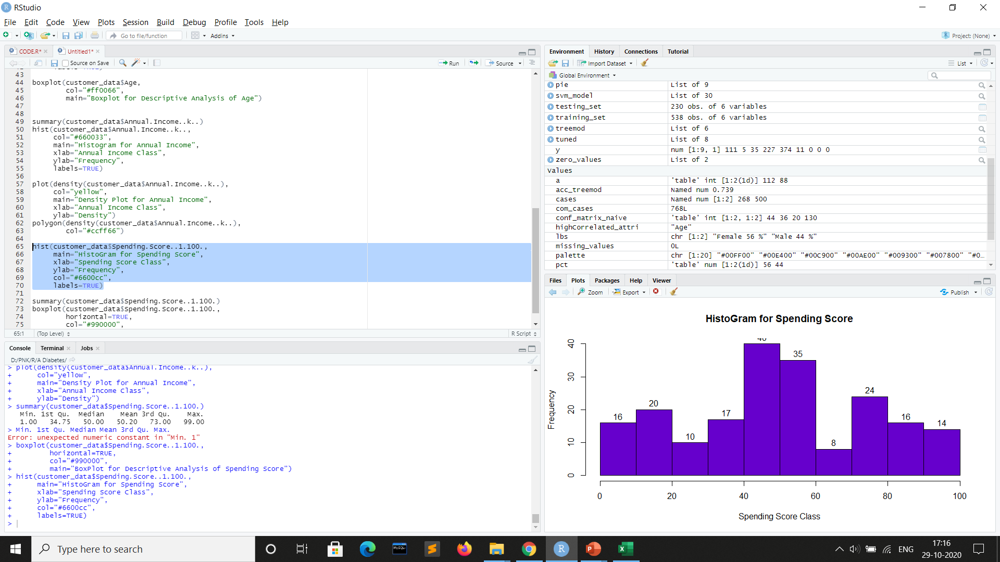 RStudio
File Edit Code View Plots Session Build Debug Profile Tools Help
Go to file/function Addins Project: (None)
CODE.R* Untitled1*
Source on Save Run Source
43
44 boxplot(customer_data$Age,
45 col="#ff0066",
46 main="Boxplot for Descriptive Analysis of Age")
47
48
49 summary(customer_data$Annual.Income..k..)
50 hist(customer_data$Annual.Income..k..,
51 col="#660033",
52 main="Histogram for Annual Income",
53 xlab="Annual Income Class",
54 ylab="Frequency",
55 labels=TRUE)
56
57 plot(density(customer_data$Annual.Income..k..),
58 col="yellow",
59 main="Density Plot for Annual Income",
60 xlab="Annual Income Class",
61 ylab="Density")
62 polygon(density(customer_data$Annual.Income..k..),
63 col="#ccff66")
64
65 hist(customer_data$Spending.Score..1.100.,
66 main="HistoGram for Spending Score",
67 xlab="Spending Score Class",
68 ylab="Frequency",
69 col="#6600cc",
70 labels=TRUE)
71
72 summary(customer_data$Spending.Score..1.100.)
73 boxplot(customer_data$Spending.Score..1.100.,
74 horizontal=TRUE,
75 col="#990000",
65:1 (Top Level) R Script
Console Terminal Jobs
D:/PNK/R/A Diabetes/
> plot(density(customer_data$Annual.Income..k..),
+ col="yellow",
+ main="Density Plot for Annual Income",
+ xlab="Annual Income Class",
+ ylab="Density")
> summary(customer_data$Spending.Score..1.100.)
Min. 1st Qu. Median Mean 3rd Qu. Max.
1.00 34.75 50.00 50.20 73.00 99.00
> Min. 1st Qu. Median Mean 3rd Qu. Max.
Error: unexpected numeric constant in "Min. 1"
> boxplot(customer_data$Spending.Score..1.100.,
+ horizontal=TRUE,
+ col="#990000",
+ main="BoxPlot for Descriptive Analysis of Spending Score")
> hist(customer_data$Spending.Score..1.100.,
+ main="HistoGram for Spending Score",
+ xlab="Spending Score Class",
+ ylab="Frequency",
+ col="#6600cc",
+ labels=TRUE)
>
Environment History Connections Tutorial
Import Dataset List
Global Environment
pie List of 9
svm_model List of 30
testing_set 230 obs. of 6 variables
training_set 538 obs. of 6 variables
treemod List of 6
tuned List of 8
y num [1:9, 1] 111 5 35 227 374 11 0 0 0
zero_values List of 2
Values
a 'table' int [1:2(1d)] 112 88
acc_treemod Named num 0.739
cases Named num [1:2] 268 500
com_cases 768L
conf_matrix_naive 'table' int [1:2, 1:2] 44 36 20 130
highCorrelated_attri "Age"
lbs chr [1:2] "Female 56 %" "Male 44 %"
missing_values 0L
palette chr [1:20] "#00FF00" "#00E400" "#00C900" "#00AE00" "#009300" "#007800" "#0...
pct 'table' num [1:2(1d)] 56 44
Files Plots Packages Help Viewer
Zoom Export Publish
HistoGram for Spending Score
Frequency
0 10 20 30 40
16 20 10 17 40 35 8 24 16 14
0 20 40 60 80 100
Spending Score Class
Type here to search
MySQL
ENG
17:16
29-10-2020